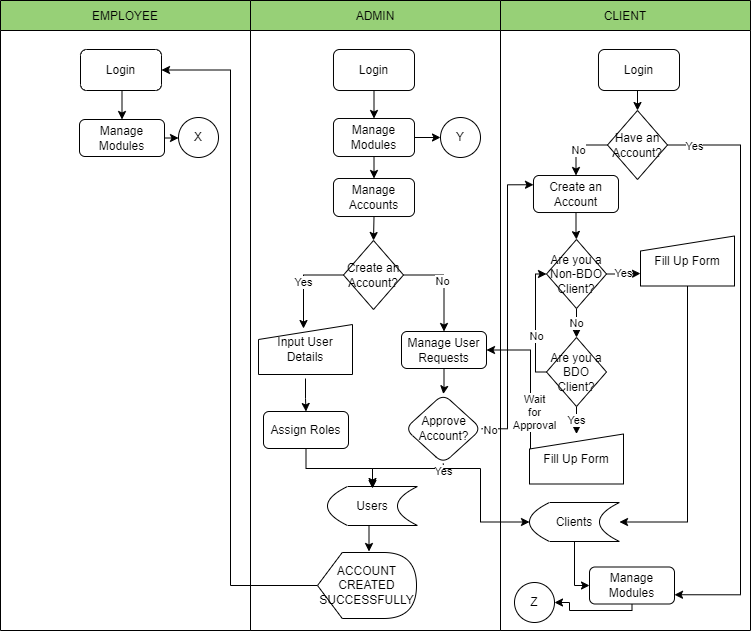 EMPLOYEE
ADMIN
CLIENT
Login
Manage
Modules
X
Login
Manage
Modules
Y
Manage
Accounts
Create an
Account?
Yes
No
Input User
Details
Assign Roles
Manage User
Requests
Approve
Account?
No
Yes
Users
ACCOUNT
CREATED
SUCCESSFULLY
Login
Have an
Account?
No
Yes
Create an
Account
Are you a
Non-BDO
Client?
Yes
Fill Up Form
No
No
Are you a
BDO
Client?
Wait
for
Approval
Yes
Fill Up Form
Clients
Manage
Modules
Z